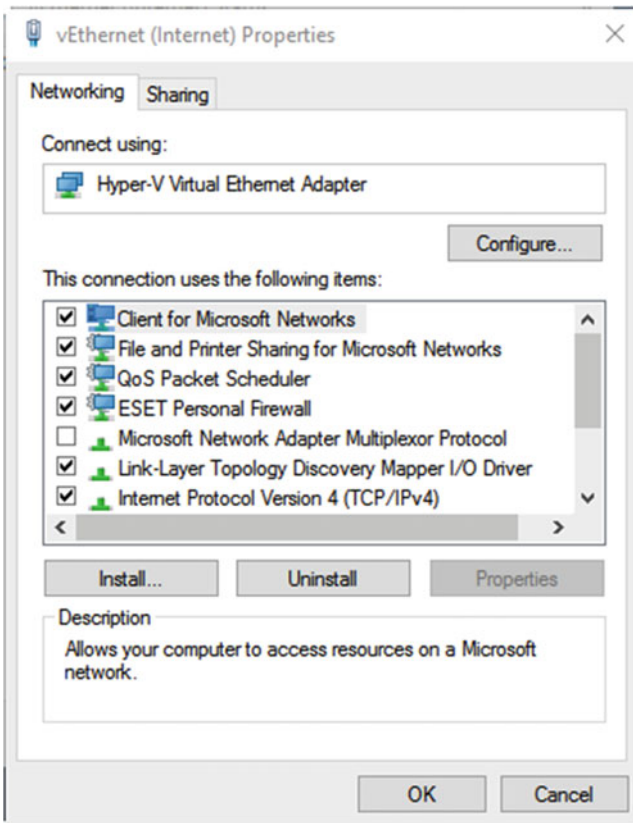 vEthernet (Internet) Properties
Networking
Sharing
Connect using:
Hyper-V Virtual Ethernet Adapter
Configure...
This connection uses the following items:
Client for Microsoft Networks
File and Printer Sharing for Microsoft Networks
QoS Packet Scheduler
ESET Personal Firewall
Microsoft Network Adapter Multiplexor Protocol
Link-Layer Topology Discovery Mapper I/O Driver
Internet Protocol Version 4 (TCP/IPv4)
Install...
Uninstall
Properties
Description
Allows your computer to access resources on a Microsoft
network.
OK
Cancel